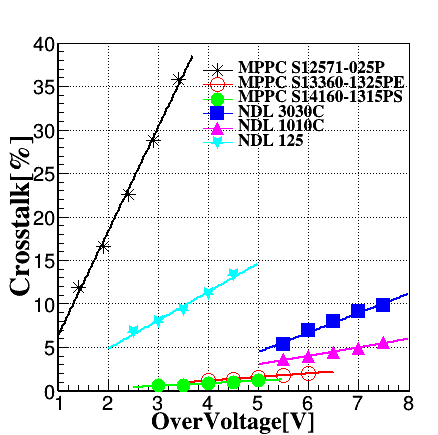 40
35
30
25
20
15
10
5
0
Crosstalk[%]
MPPC S12571-025P
MPPC S13360-1325PE
MPPC S14160-1315PS
NDL 3030C
NDL 1010C
NDL 125
1 2 3 4 5 6 7 8
OverVoltage[V]